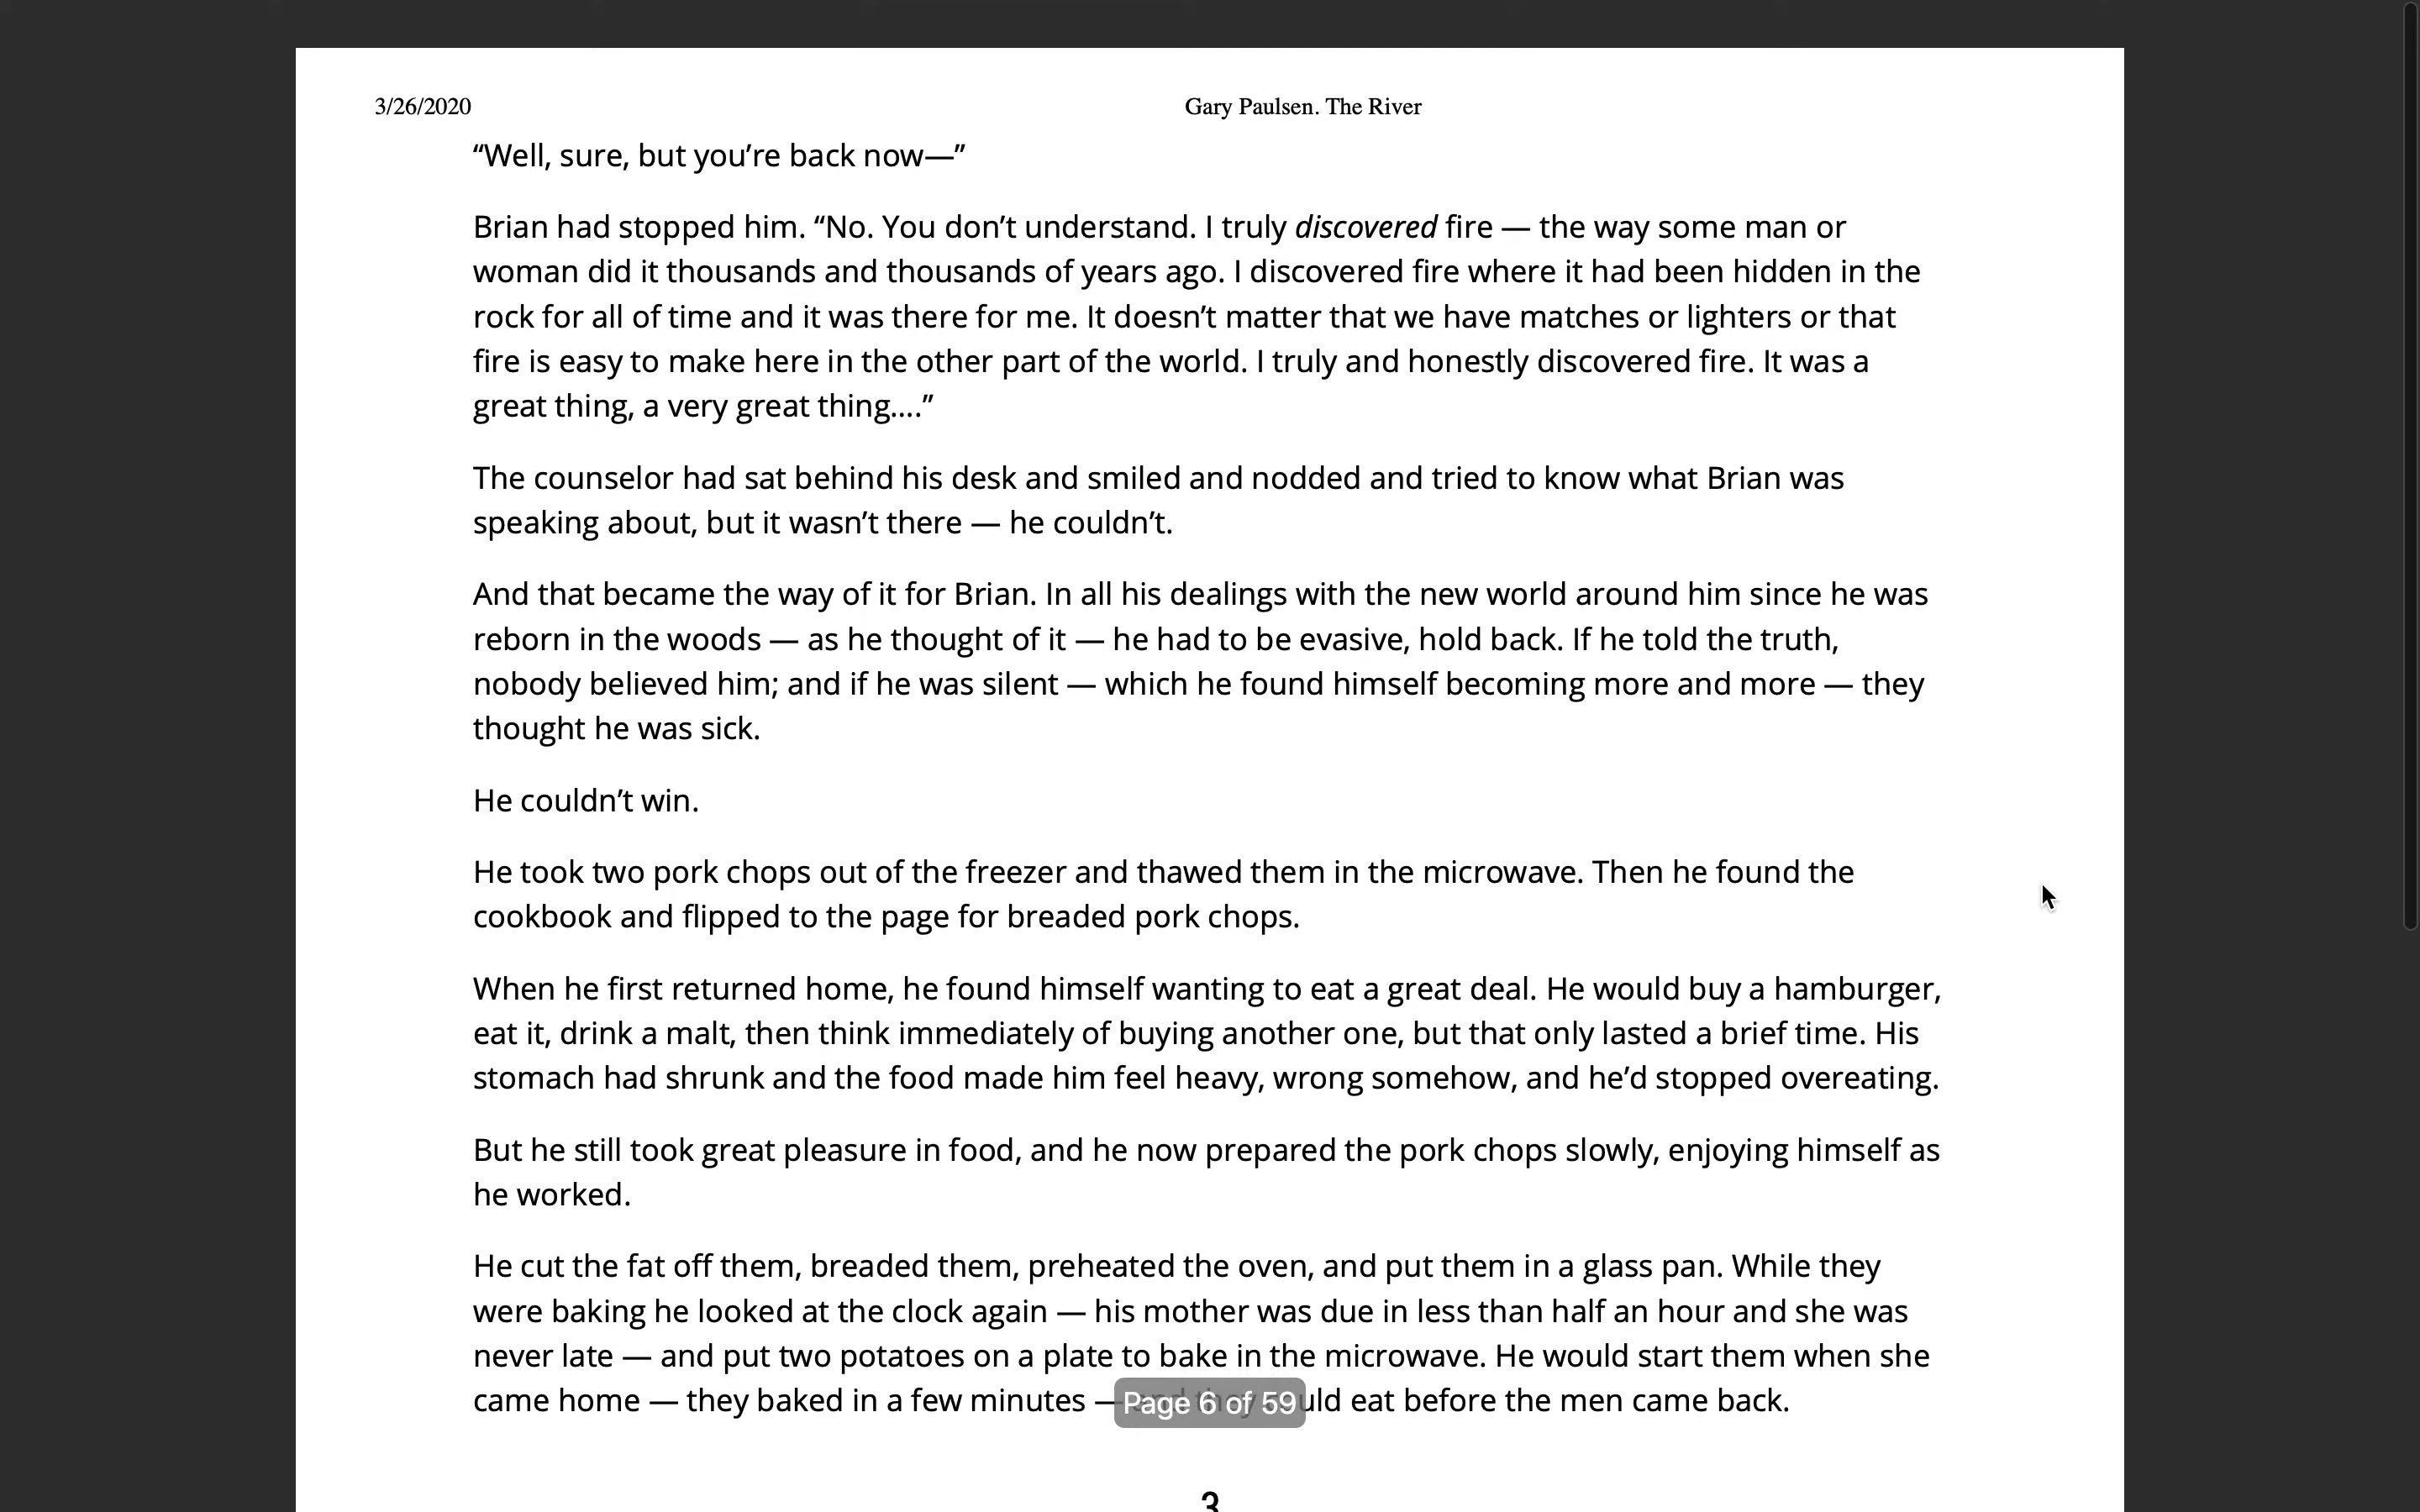 3/26/2020 Gary Paulsen. The River
“Well, sure, but you’re back now—”
Brian had stopped him. “No. You don’t understand. I truly discovered fire — the way some man or
woman did it thousands and thousands of years ago. I discovered fire where it had been hidden in the
rock for all of time and it was there for me. It doesn’t matter that we have matches or lighters or that
fire is easy to make here in the other part of the world. I truly and honestly discovered fire. It was a
great thing, a very great thing....”
The counselor had sat behind his desk and smiled and nodded and tried to know what Brian was
speaking about, but it wasn’t there — he couldn’t.
And that became the way of it for Brian. In all his dealings with the new world around him since he was
reborn in the woods — as he thought of it — he had to be evasive, hold back. If he told the truth,
nobody believed him; and if he was silent — which he found himself becoming more and more — they
thought he was sick.
He couldn’t win.
He took two pork chops out of the freezer and thawed them in the microwave. Then he found the
cookbook and flipped to the page for breaded pork chops.
When he first returned home, he found himself wanting to eat a great deal. He would buy a hamburger,
eat it, drink a malt, then think immediately of buying another one, but that only lasted a brief time. His
stomach had shrunk and the food made him feel heavy, wrong somehow, and he’d stopped overeating.
But he still took great pleasure in food, and he now prepared the pork chops slowly, enjoying himself as
he worked.
He cut the fat off them, breaded them, preheated the oven, and put them in a glass pan. While they
were baking he looked at the clock again — his mother was due in less than half an hour and she was
never late — and put two potatoes on a plate to bake in the microwave. He would start them when she
came home — they baked in a few minutes — eat before the men came back.
Page 6 of 59
3